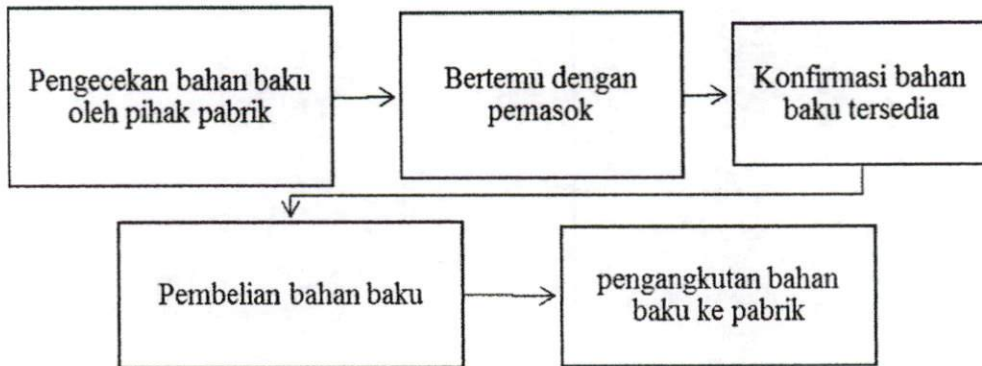 Pengecekan bahan baku
oleh pihak pabrik
Bertemu dengan
pemasok
Konfirmasi bahan
baku tersedia
Pembelian bahan baku
pengangkutan bahan
baku ke pabrik